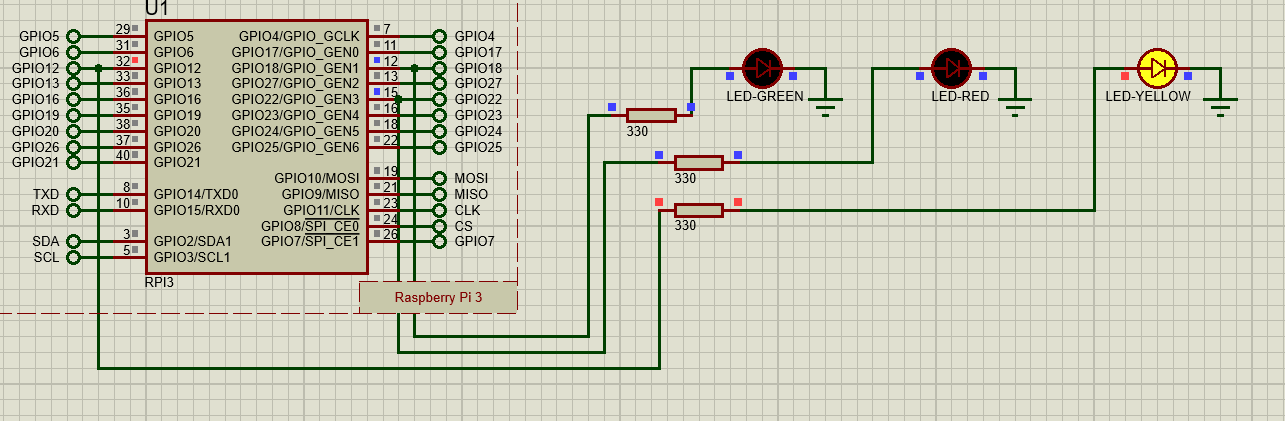 U1
GPIO5 29 GPIO5 GPIO4/GPIO_GCLK 7 GPIO4
GPIO6 31 GPIO6 GPIO17/GPIO_GEN0 11 GPIO17
GPIO12 32 GPIO12 GPIO18/GPIO_GEN1 12 GPIO18
GPIO13 33 GPIO13 GPIO27/GPIO_GEN2 13 GPIO27
GPIO16 36 GPIO16 GPIO22/GPIO_GEN3 15 GPIO22
GPIO19 35 GPIO19 GPIO23/GPIO_GEN4 16 GPIO23
GPIO20 38 GPIO20 GPIO24/GPIO_GEN5 18 GPIO24
GPIO26 37 GPIO26 GPIO25/GPIO_GEN6 22 GPIO25
GPIO21 40 GPIO21
GPIO10/MOSI 19 MOSI
TXD 8 GPIO14/TXD0 GPIO9/MISO 21 MISO
RXD 10 GPIO15/RXD0 GPIO11/CLK 23 CLK
GPIO8/SPI_CE0 24 CS
SDA 3 GPIO2/SDA1 GPIO7/SPI_CE1 26 GPIO7
SCL 5 GPIO3/SCL1
RPI3
Raspberry Pi 3
LED-GREEN
LED-RED
LED-YELLOW
330
330
330